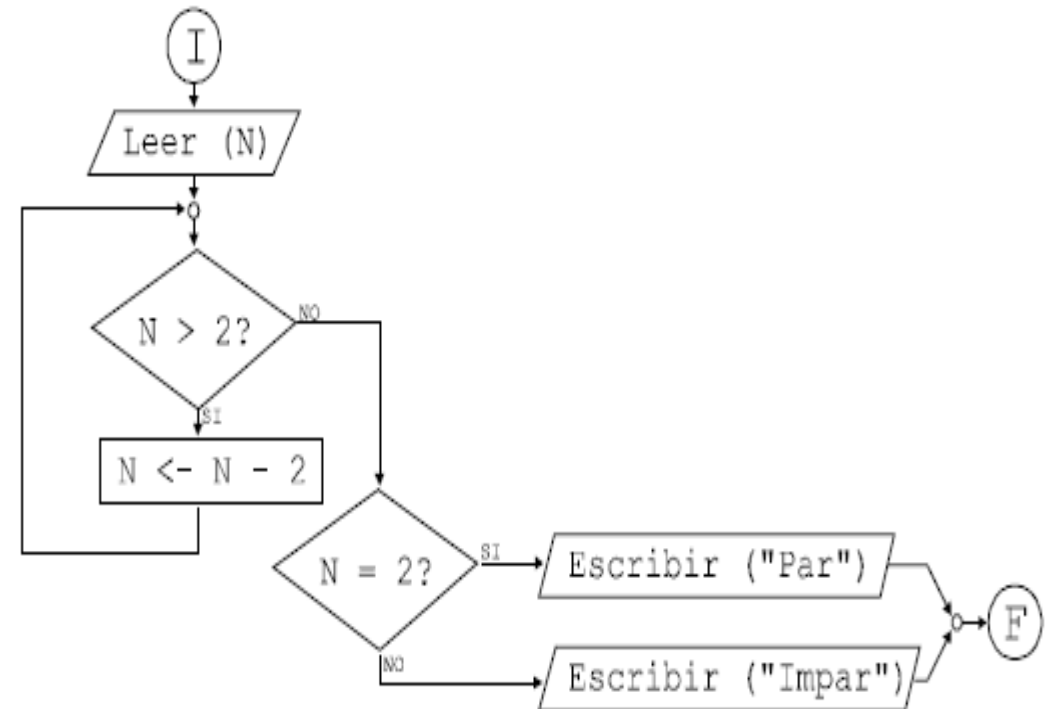 I
Leer (N)
N > 2?
NO
SI
N <- N - 2
N = 2?
SI
Escribir ("Par")
NO
Escribir ("Impar")
F